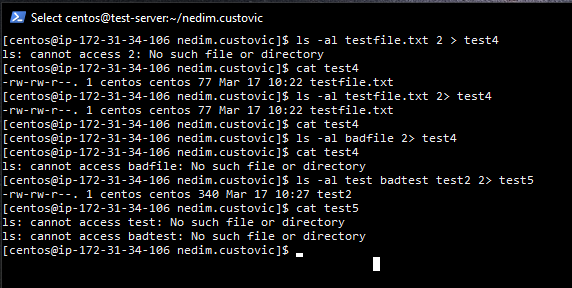 Select centos@test-server:~/nedim.custovic
[centos@ip-172-31-34-106 nedim.custovic]$ ls -al testfile.txt 2 > test4
ls: cannot access 2: No such file or directory
[centos@ip-172-31-34-106 nedim.custovic]$ cat test4
-rw-rw-r--. 1 centos centos 77 Mar 17 10:22 testfile.txt
[centos@ip-172-31-34-106 nedim.custovic]$ ls -al testfile.txt 2> test4
-rw-rw-r--. 1 centos centos 77 Mar 17 10:22 testfile.txt
[centos@ip-172-31-34-106 nedim.custovic]$ cat test4
[centos@ip-172-31-34-106 nedim.custovic]$ ls -al badfile 2> test4
[centos@ip-172-31-34-106 nedim.custovic]$ cat test4
ls: cannot access badfile: No such file or directory
[centos@ip-172-31-34-106 nedim.custovic]$ ls -al test badtest test2 2> test5
-rw-rw-r--. 1 centos centos 340 Mar 17 10:27 test2
[centos@ip-172-31-34-106 nedim.custovic]$ cat test5
ls: cannot access test: No such file or directory
ls: cannot access badtest: No such file or directory
[centos@ip-172-31-34-106 nedim.custovic]$